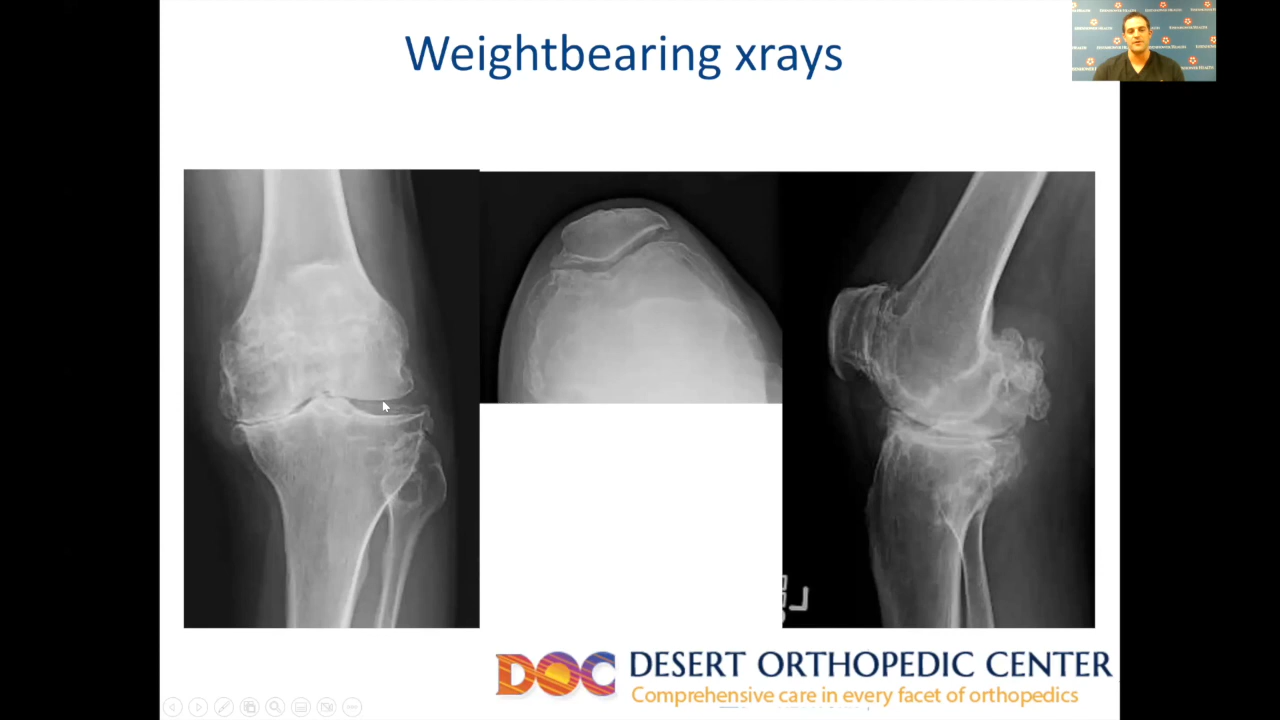 Weightbearing xrays
DOC
DESERT ORTHOPEDIC CENTER
Comprehensive care in every facet of orthopedics
L